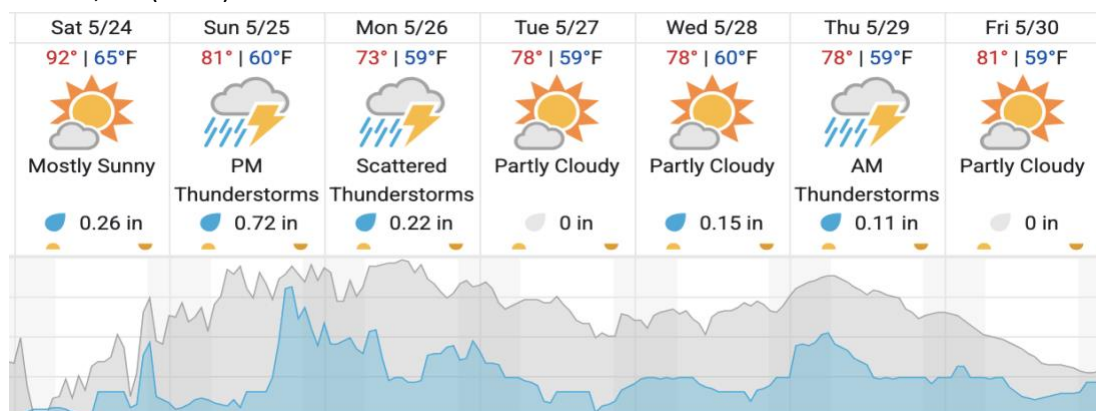 Sat 5/24 Sun 5/25 Mon 5/26 Tue 5/27 Wed 5/28 Thu 5/29 Fri 5/30
92° | 65°F 81° | 60°F 73° | 59°F 78° | 59°F 78° | 60°F 78° | 59°F 81° | 59°F
Mostly Sunny PM Scattered Partly Cloudy Partly Cloudy AM Partly Cloudy
Thunderstorms Thunderstorms Thunderstorms
0.26 in 0.72 in 0.22 in 0 in 0.15 in 0.11 in 0 in